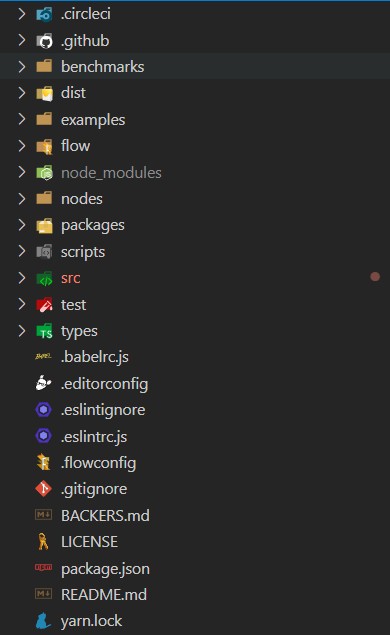 .circleci
.github
benchmarks
dist
examples
flow
node_modules
nodes
packages
scripts
src
test
types
.babelrc.js
.editorconfig
.eslintignore
.eslintrc.js
.flowconfig
.gitignore
BACKERS.md
LICENSE
package.json
README.md
yarn.lock